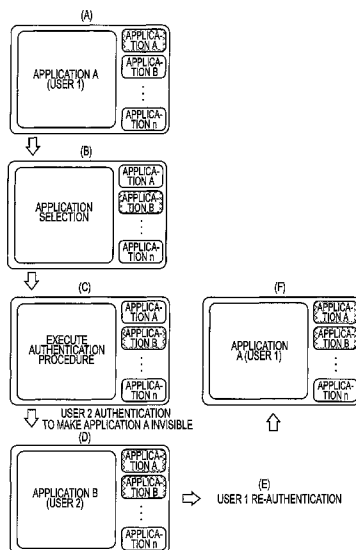 (A)
APPLICATION A
(USER 1)
APPLICA-
TION A
APPLICA-
TION B
APPLICA-
TION n
(B)
APPLICATION
SELECTION
APPLICA-
TION A
APPLICA-
TION B
APPLICA-
TION n
(C)
EXECUTE
AUTHENTICATION
PROCEDURE
APPLICA-
TION A
APPLICA-
TION B
APPLICA-
TION n
USER 2 AUTHENTICATION
TO MAKE APPLICATION A INVISIBLE
(D)
APPLICATION B
(USER 2)
APPLICA-
TION A
APPLICA-
TION B
APPLICA-
TION n
(E)
USER 1 RE-AUTHENTICATION
(F)
APPLICATION
A (USER 1)
APPLICA-
TION A
APPLICA-
TION B
APPLICA-
TION n